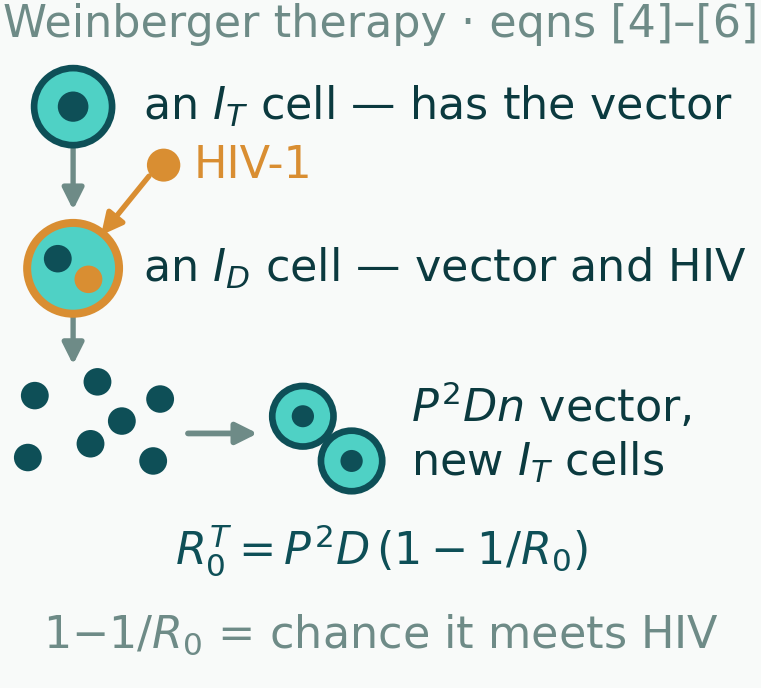 Weinberger therapy · eqns [4]–[6]
an I_T cell — has the vector
HIV-1
an I_D cell — vector and HIV
P²Dn vector,
new I_T cells
R_0^T = P²D (1 − 1/R_0)
1−1/R_0 = chance it meets HIV